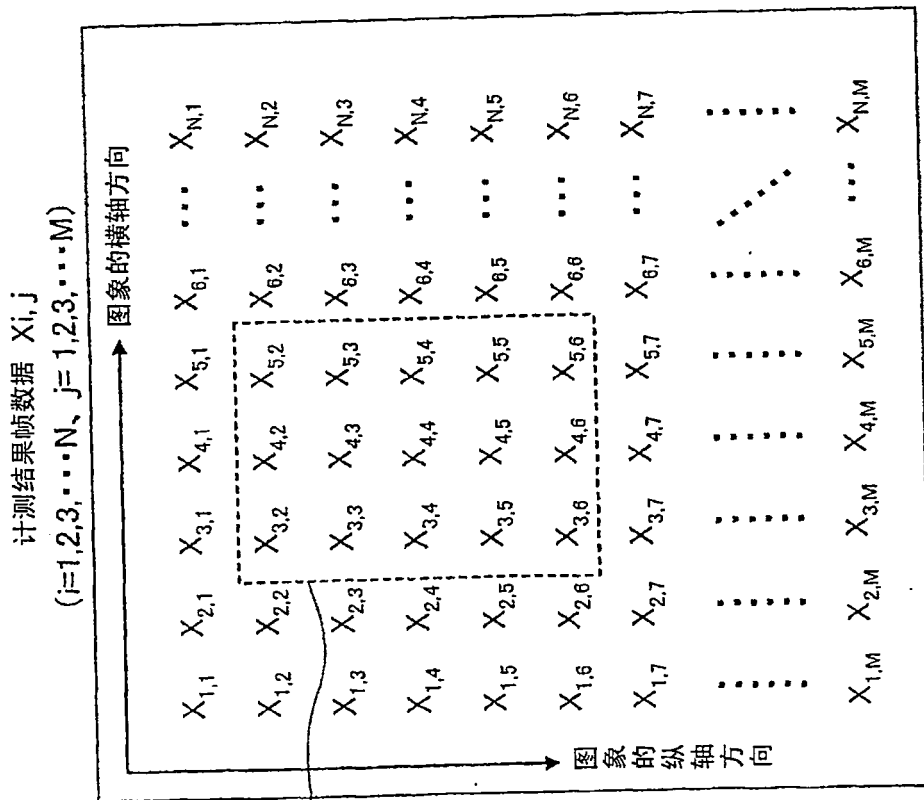 计测结果帧数据 Xi,j
(i=1,2,3,･･･N、j=1,2,3,･･･M)
图象的横轴方向
X1,1 X2,1 X3,1 X4,1 X5,1 X6,1 ･･･ XN,1
X1,2 X2,2 X3,2 X4,2 X5,2 X6,2 ･･･ XN,2
X1,3 X2,3 X3,3 X4,3 X5,3 X6,3 ･･･ XN,3
X1,4 X2,4 X3,4 X4,4 X5,4 X6,4 ･･･ XN,4
X1,5 X2,5 X3,5 X4,5 X5,5 X6,5 ･･･ XN,5
X1,6 X2,6 X3,6 X4,6 X5,6 X6,6 ･･･ XN,6
X1,7 X2,7 X3,7 X4,7 X5,7 X6,7 ･･･ XN,7
X1,M X2,M X3,M X4,M X5,M X6,M ･･･ XN,M
图象的纵轴方向